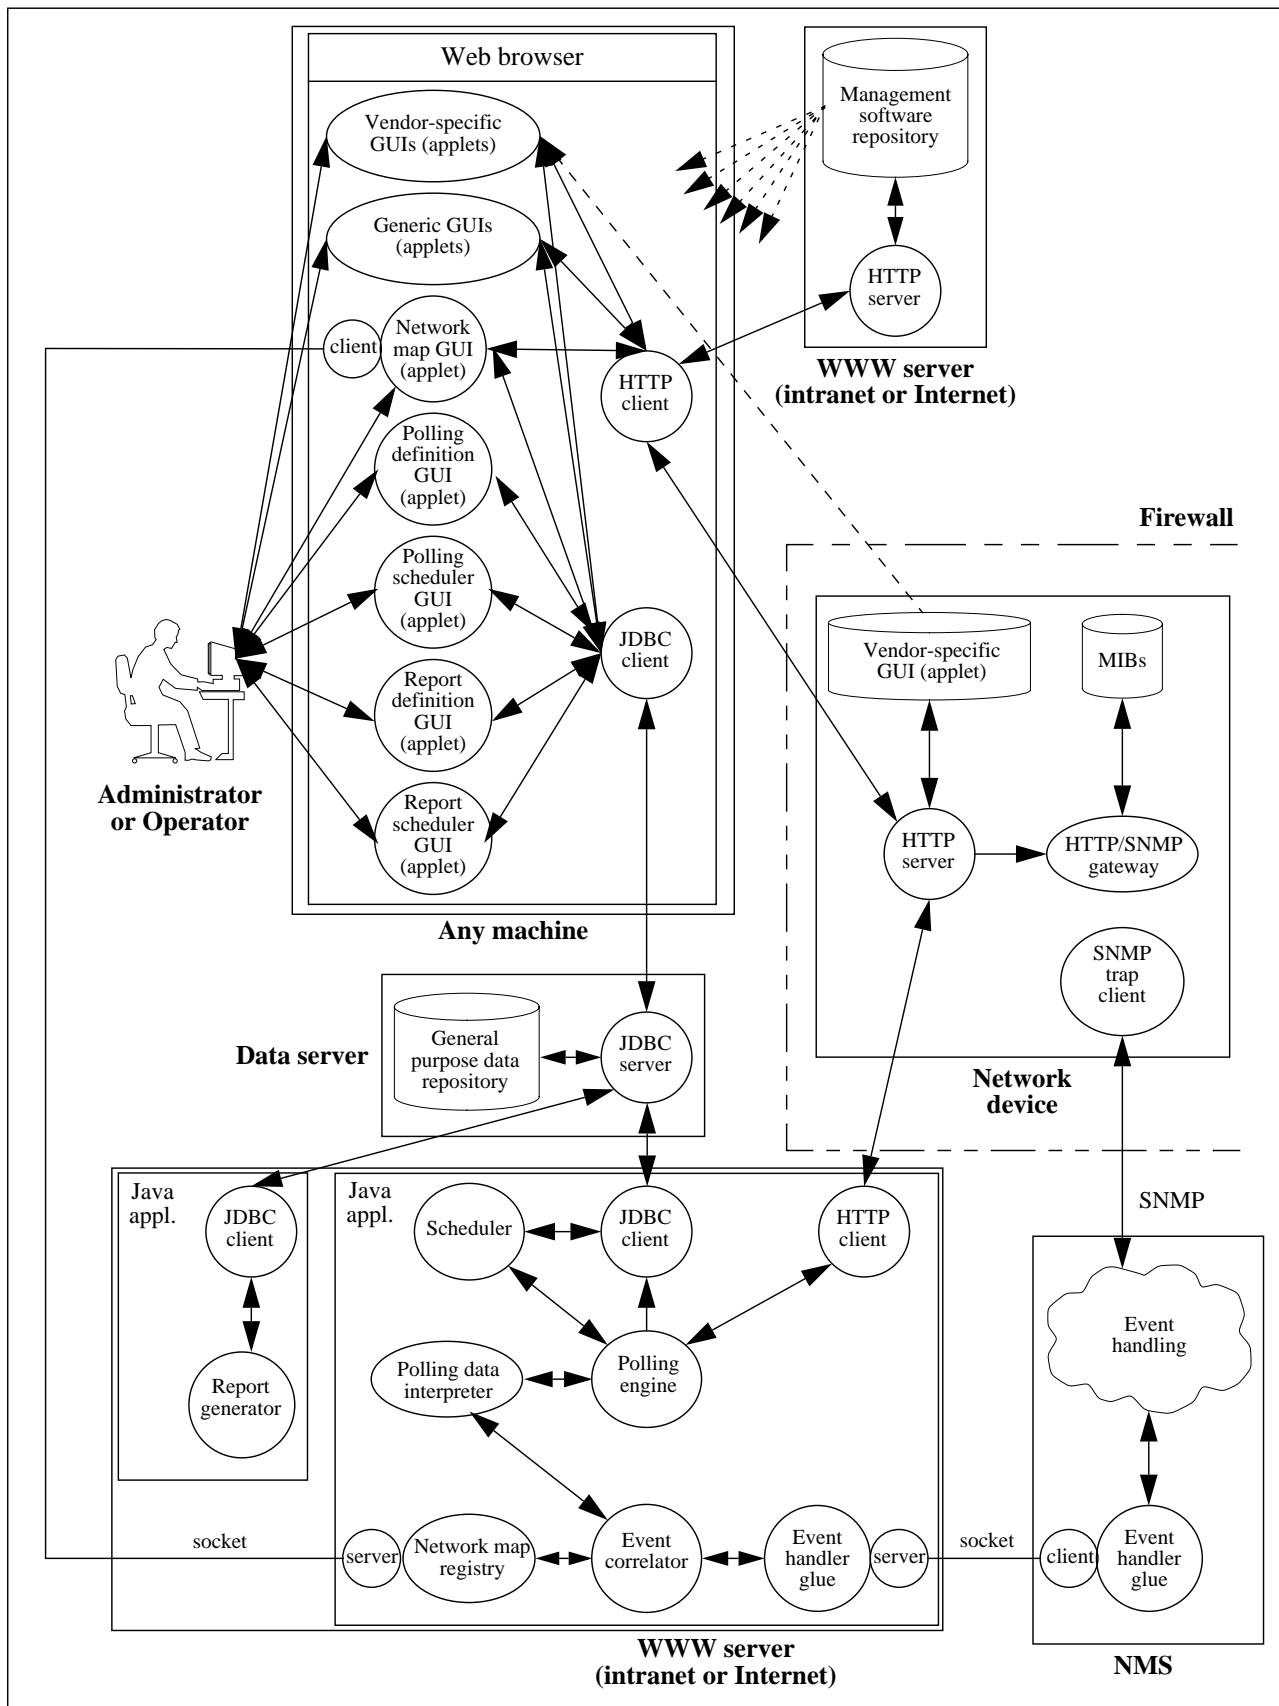 Web browser
Vendor-specific
GUIs (applets)
Generic GUIs
(applets)
client
Network
map GUI
(applet)
HTTP
client
Polling
definition
GUI
(applet)
Polling
scheduler
GUI
(applet)
JDBC
client
Report
definition
GUI
(applet)
Report
scheduler
GUI
(applet)
Any machine
Administrator
or Operator
Management
software
repository
HTTP
server
WWW server
(intranet or Internet)
Firewall
Vendor-specific
GUI (applet)
MIBs
HTTP
server
HTTP/SNMP
gateway
SNMP
trap
client
Network
device
Data server
General
purpose data
repository
JDBC
server
Java
appl.
JDBC
client
Report
generator
Java
appl.
Scheduler
JDBC
client
HTTP
client
Polling data
interpreter
Polling
engine
socket
server
Network map
registry
Event
correlator
Event
handler
glue
server
socket
WWW server
(intranet or Internet)
SNMP
Event
handling
client
Event
handler
glue
NMS